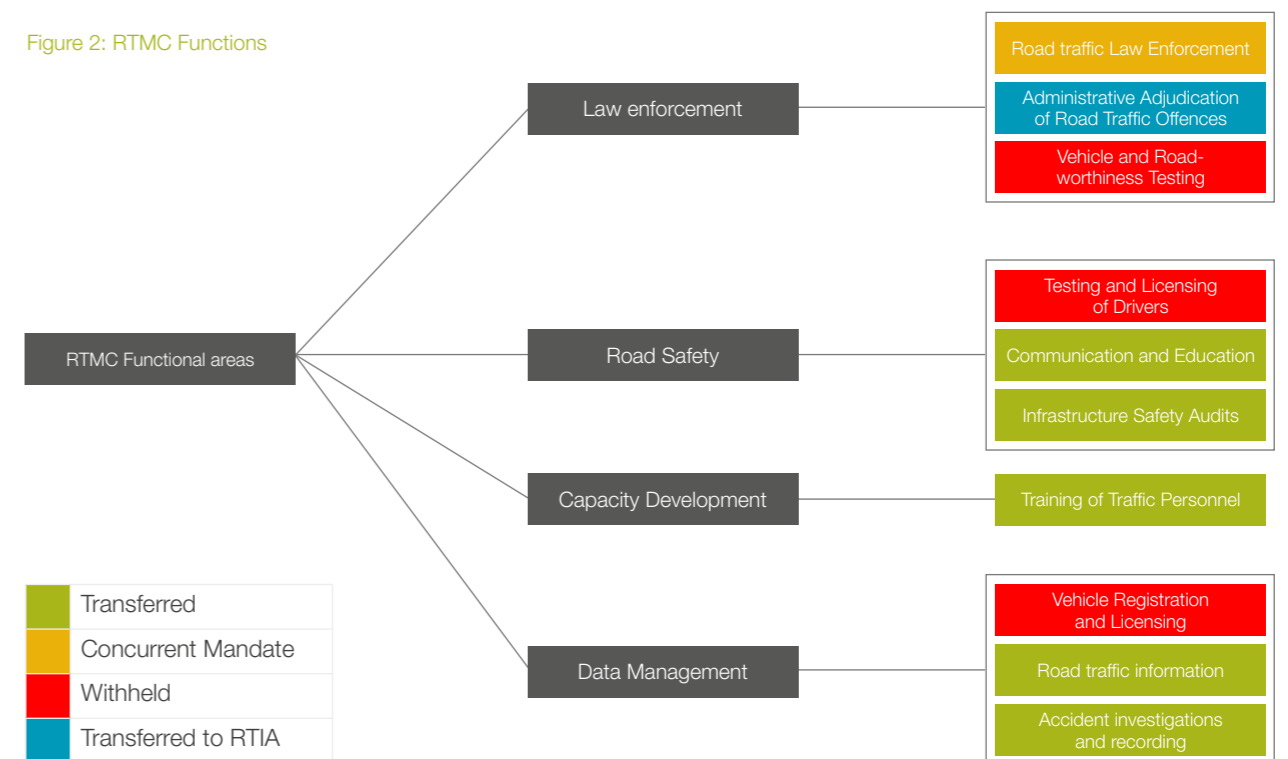 Figure 2: RTMC Functions
RTMC Functional areas
Law enforcement
Road traffic Law Enforcement
Administrative Adjudication
of Road Traffic Offences
Vehicle and Road-
worthiness Testing
Road Safety
Testing and Licensing
of Drivers
Communication and Education
Infrastructure Safety Audits
Capacity Development
Training of Traffic Personnel
Data Management
Vehicle Registration
and Licensing
Road traffic information
Accident investigations
and recording
Transferred
Concurrent Mandate
Withheld
Transferred to RTIA